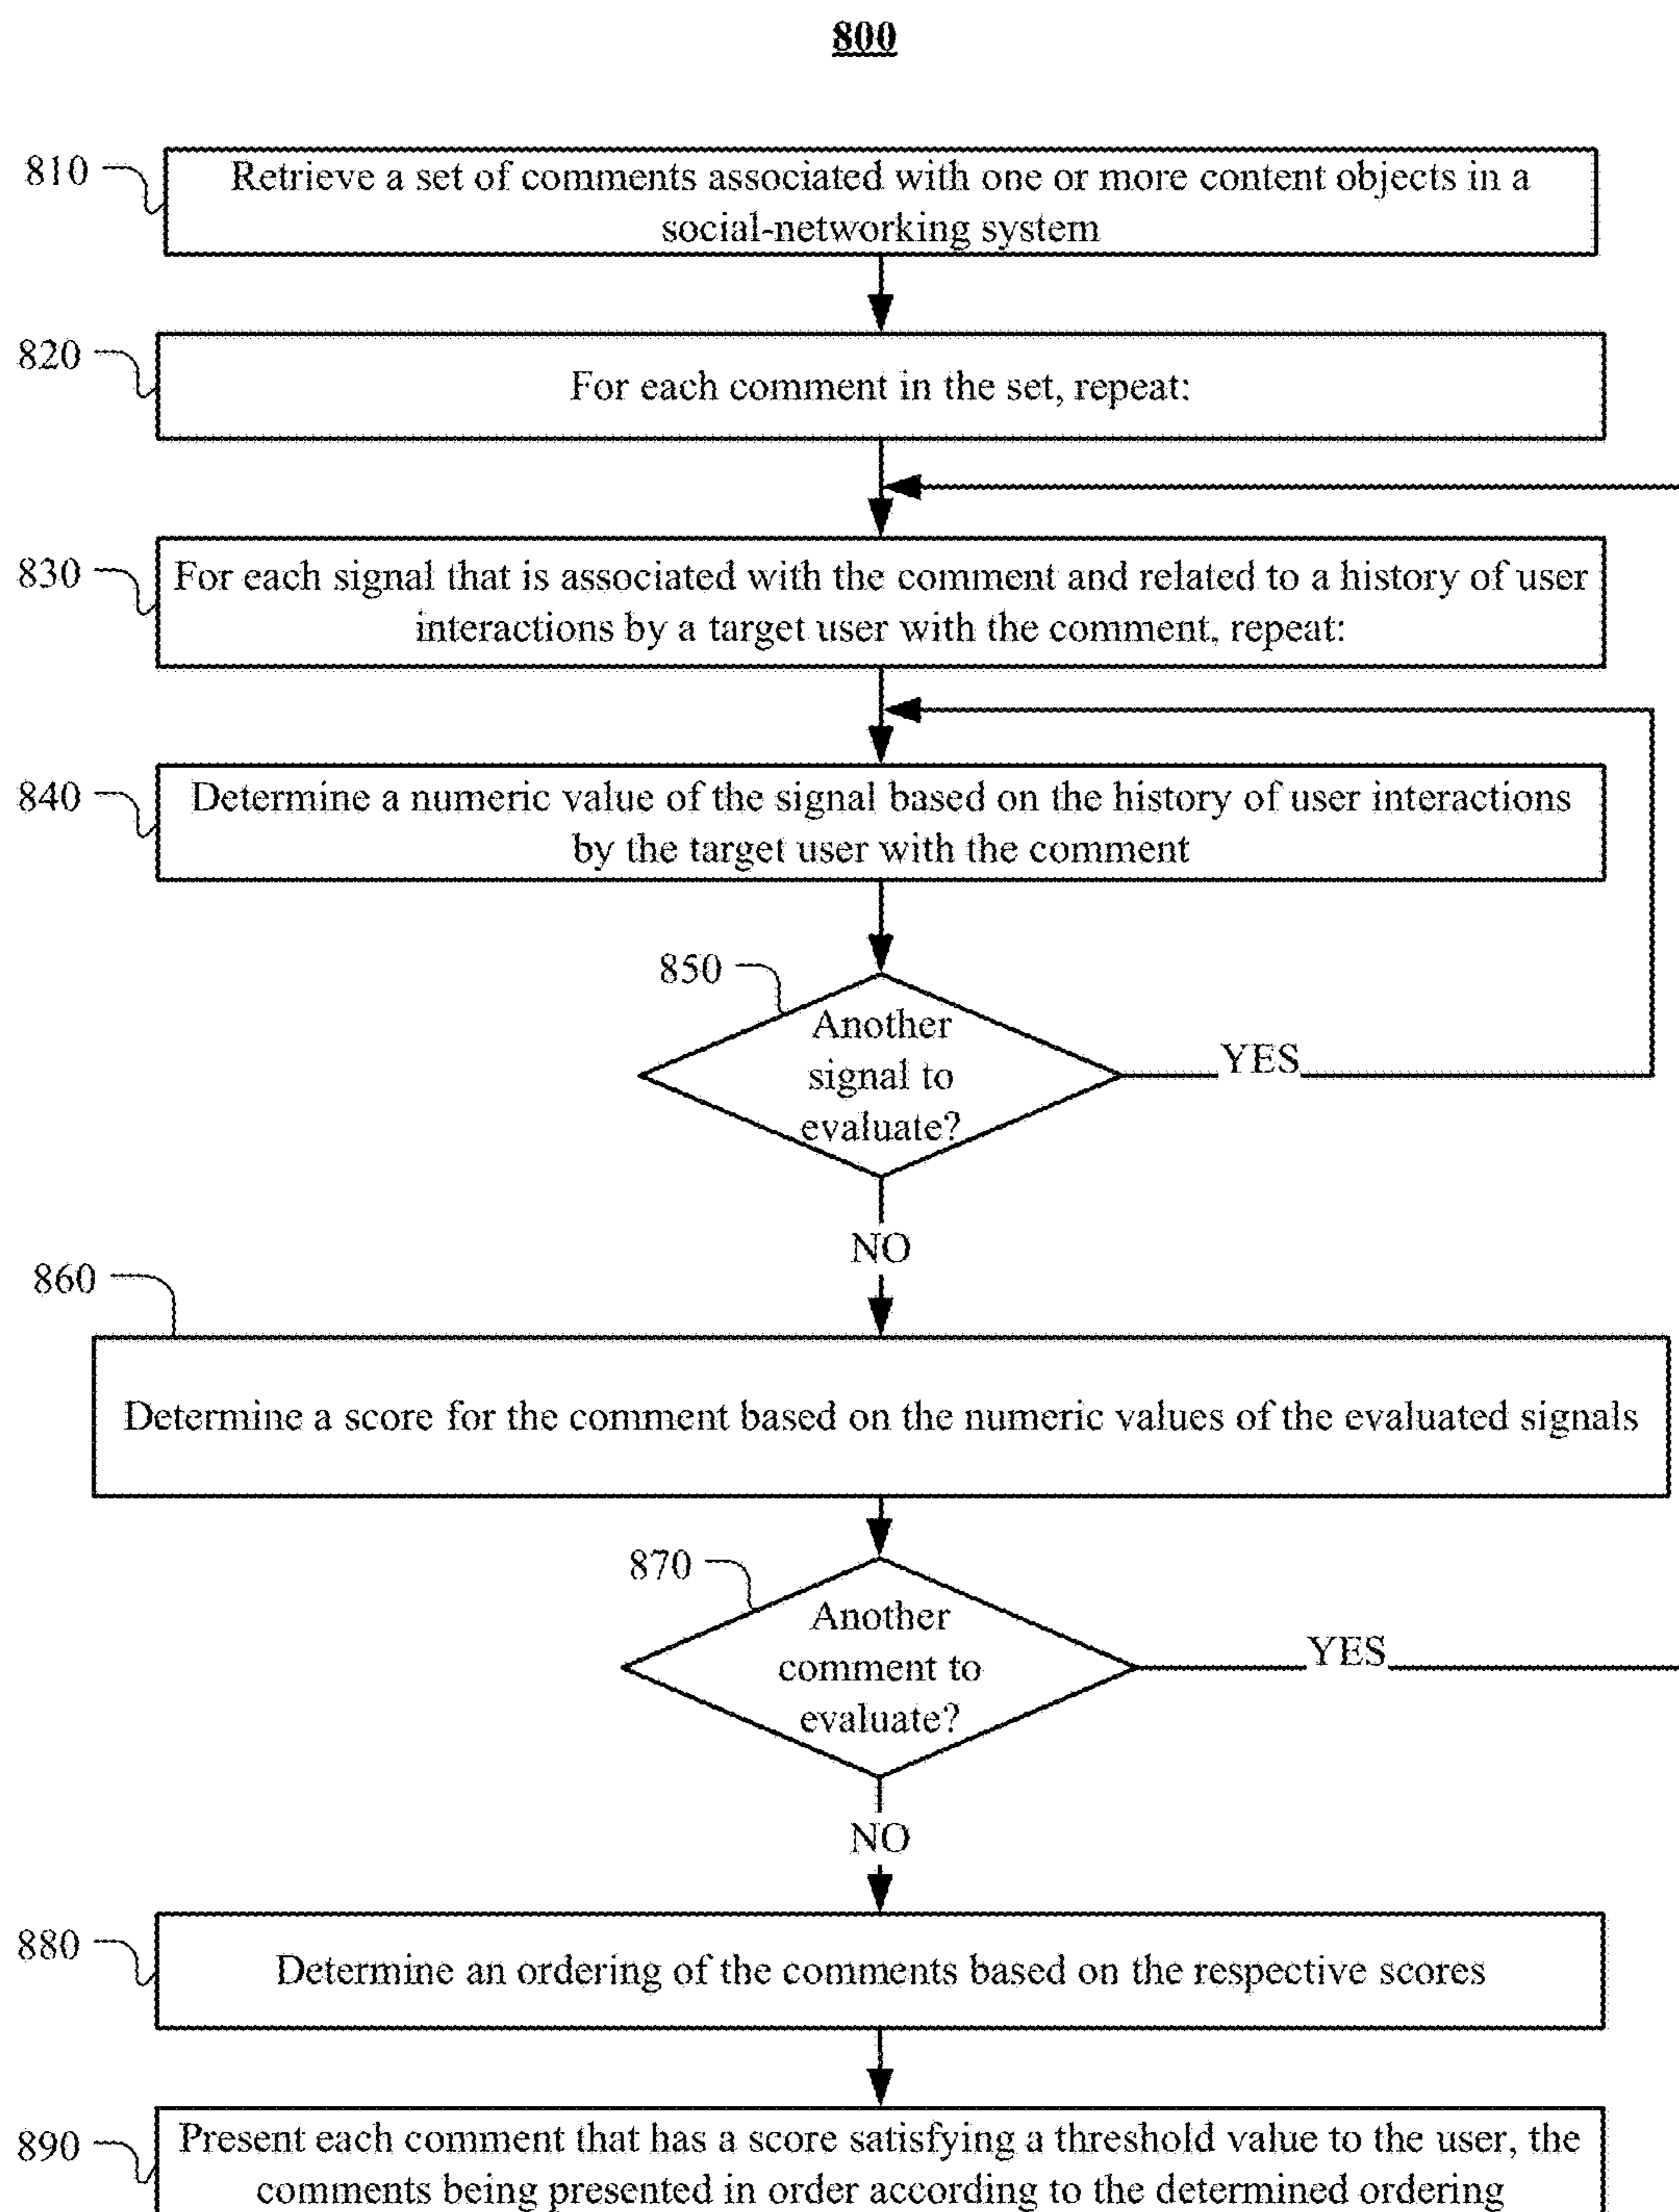 800
810
Retrieve a set of comments associated with one or more content objects in a
social-networking system
820
For each comment in the set, repeat:
830
For each signal that is associated with the comment and related to a history of user
interactions by a target user with the comment, repeat:
840
Determine a numeric value of the signal based on the history of user interactions
by the target user with the comment
850
Another
signal to
evaluate?
YES
NO
860
Determine a score for the comment based on the numeric values of the evaluated signals
870
Another
comment to
evaluate?
YES
NO
880
Determine an ordering of the comments based on the respective scores
890
Present each comment that has a score satisfying a threshold value to the user, the
comments being presented in order according to the determined ordering